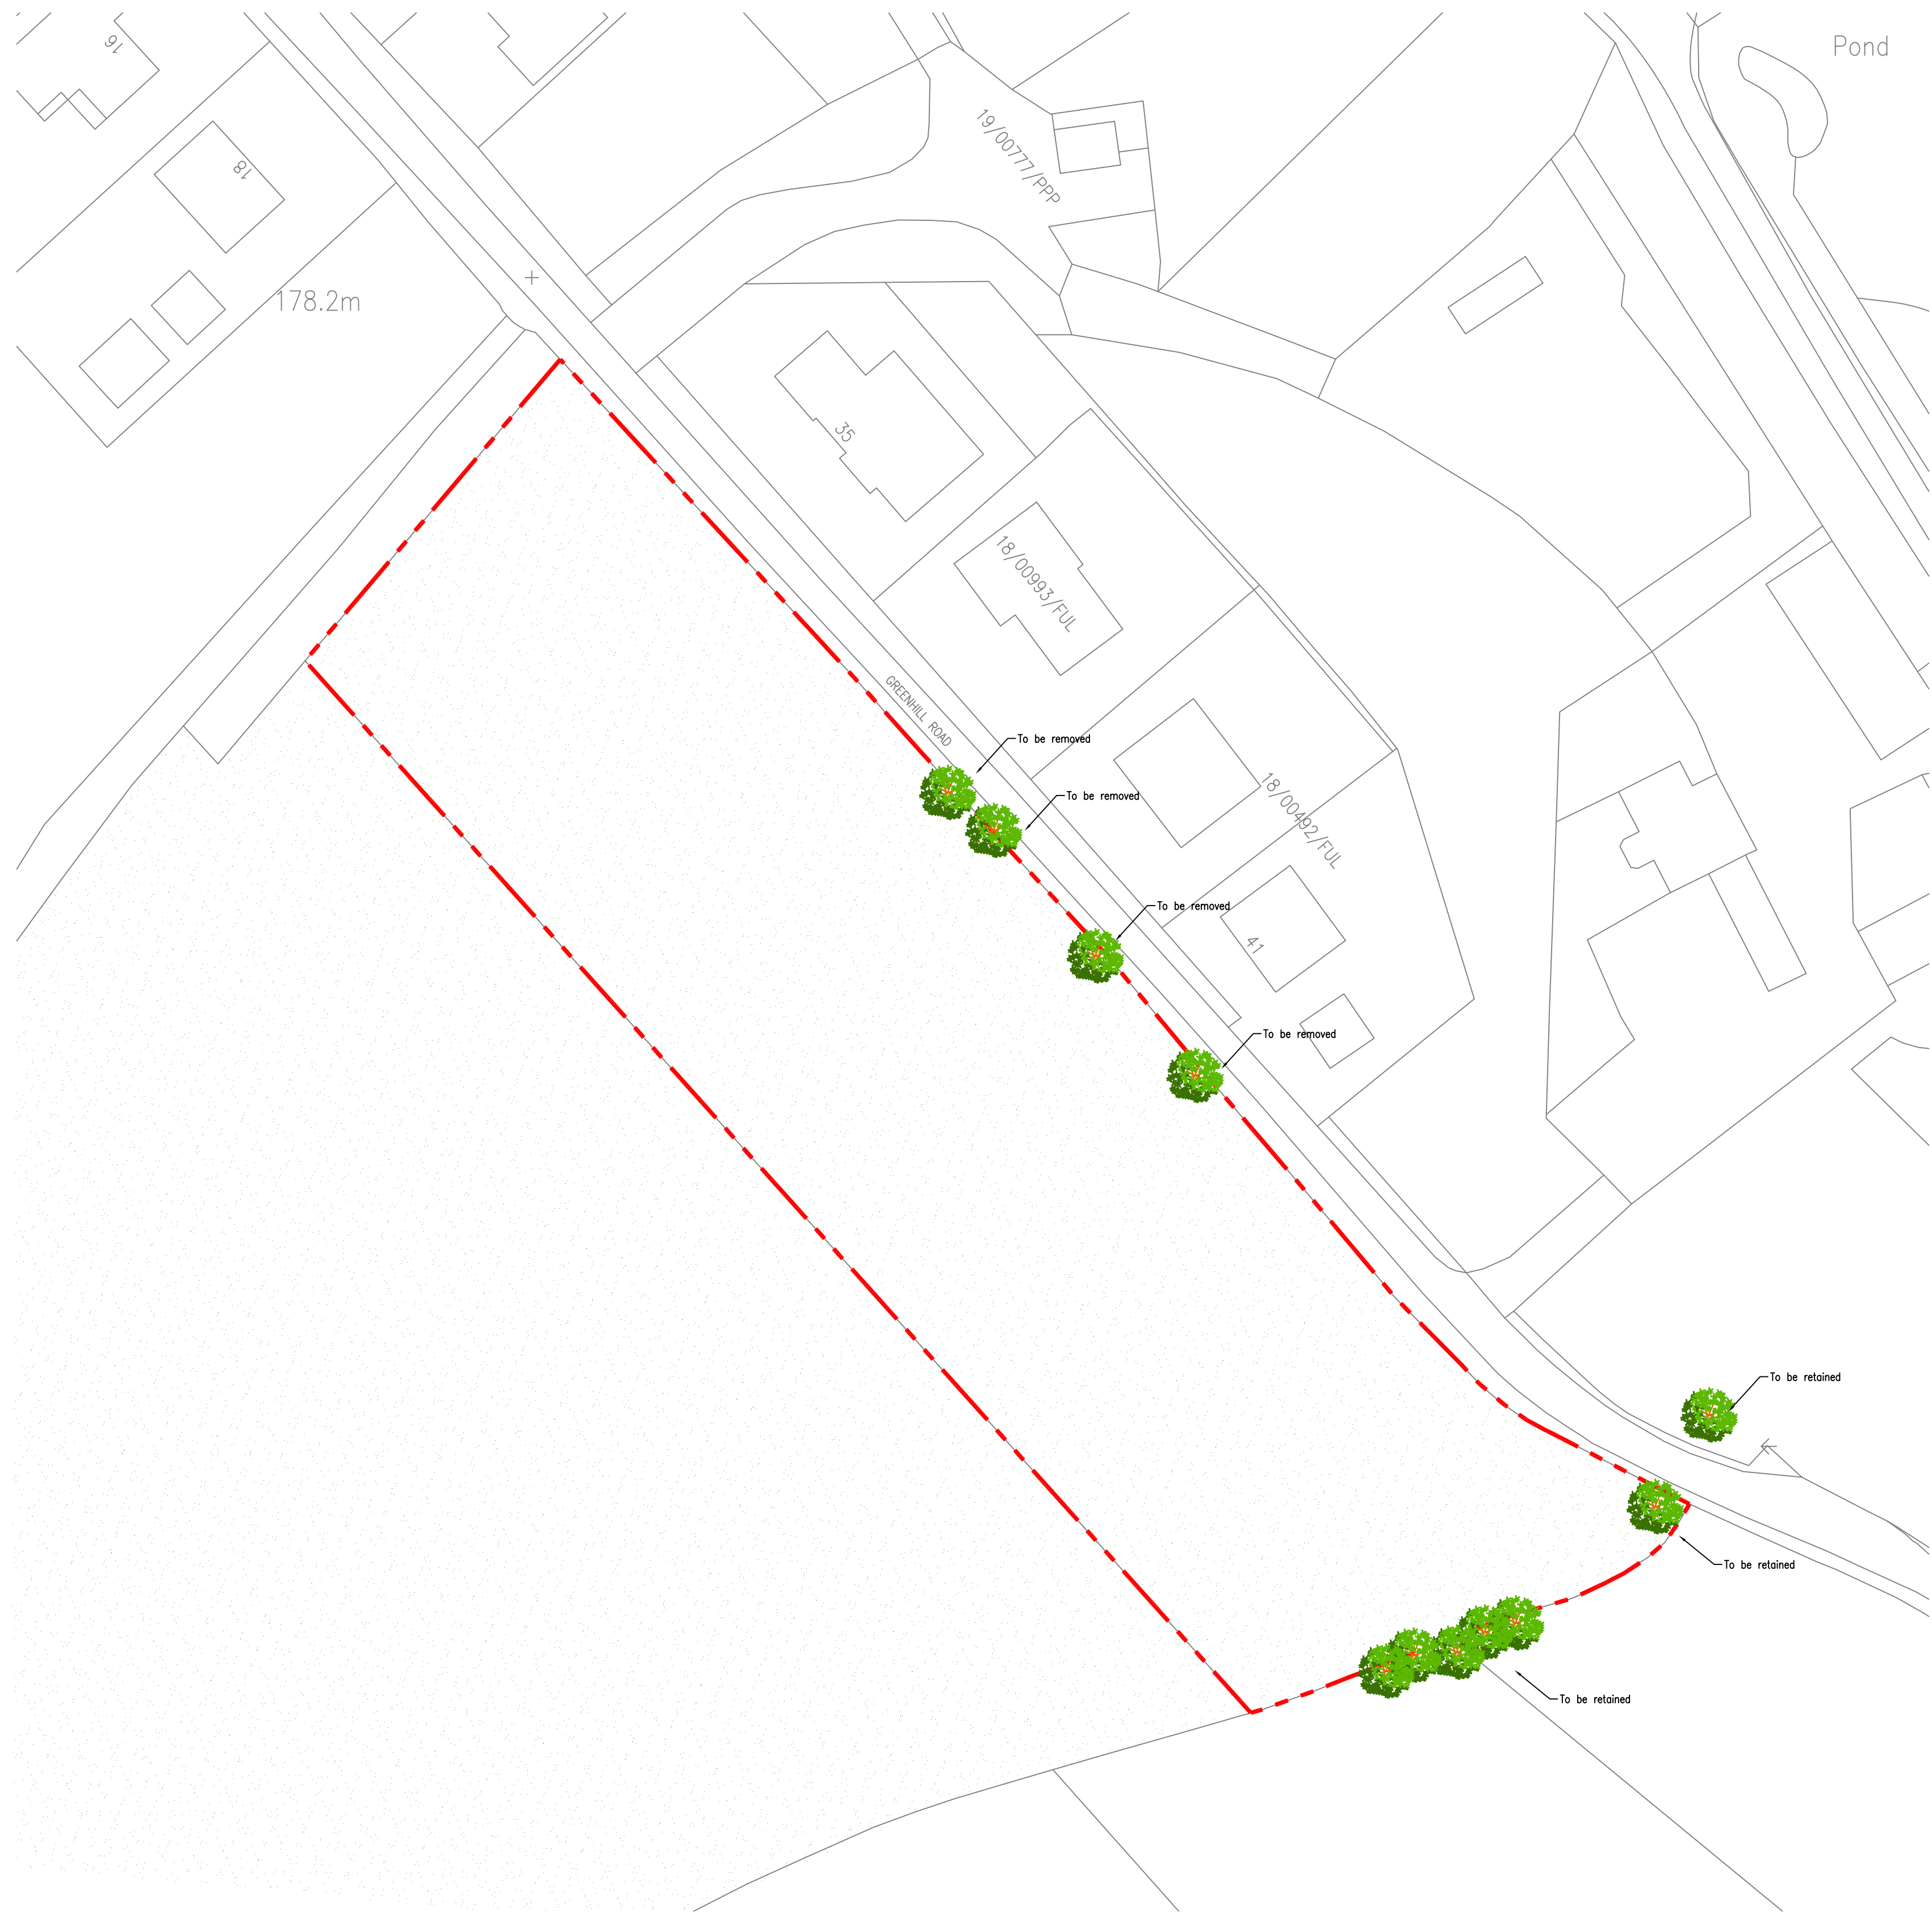 16
Pond
18
19/00777/PPP
178.2m
35
18/00993/FUL
GREENHILL ROAD
To be removed
To be removed
18/00492/FUL
To be removed
41
To be removed
To be retained
To be retained
To be retained